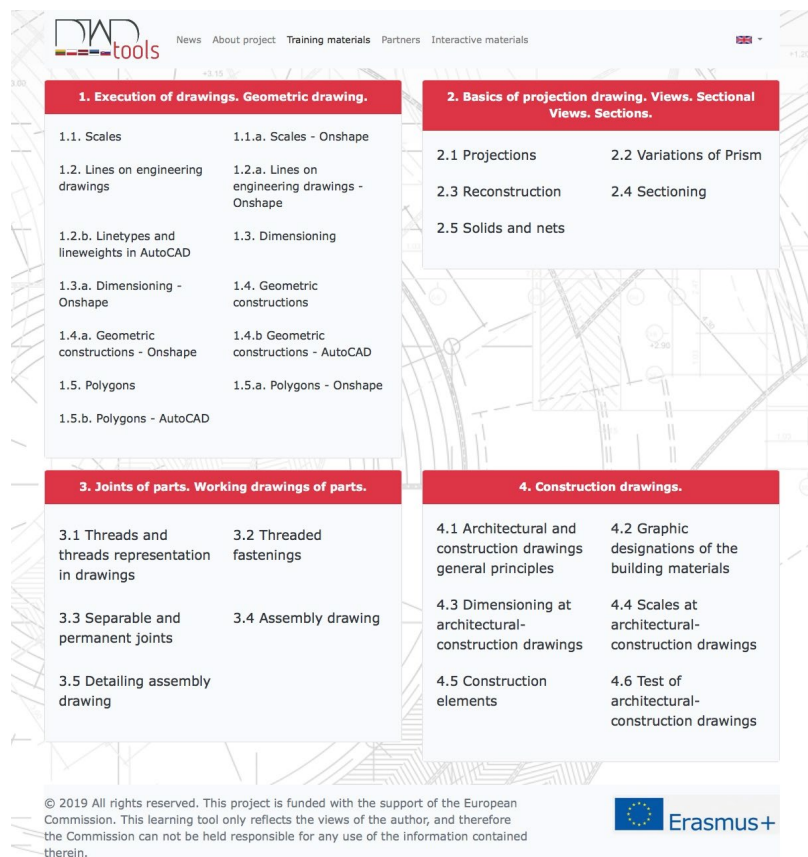 DWD tools
News About project Training materials Partners Interactive materials
1. Execution of drawings. Geometric drawing.
1.1. Scales
1.1.a. Scales - Onshape
1.2. Lines on engineering
drawings
1.2.a. Lines on
engineering drawings -
Onshape
1.2.b. Linetypes and
lineweights in AutoCAD
1.3. Dimensioning
1.3.a. Dimensioning -
Onshape
1.4. Geometric
constructions
1.4.a. Geometric
constructions - Onshape
1.4.b Geometric
constructions - AutoCAD
1.5. Polygons
1.5.a. Polygons - Onshape
1.5.b. Polygons - AutoCAD
2. Basics of projection drawing. Views. Sectional
Views. Sections.
2.1 Projections
2.2 Variations of Prism
2.3 Reconstruction
2.4 Sectioning
2.5 Solids and nets
+3.15
+2.90
3. Joints of parts. Working drawings of parts.
3.1 Threads and
threads representation
in drawings
3.2 Threaded
fastenings
3.3 Separable and
permanent joints
3.4 Assembly drawing
3.5 Detailing assembly
drawing
4. Construction drawings.
4.1 Architectural and
construction drawings
general principles
4.2 Graphic
designations of the
building materials
4.3 Dimensioning at
architectural-
construction drawings
4.4 Scales at
architectural-
construction drawings
4.5 Construction
elements
4.6 Test of
architectural-
construction drawings
© 2019 All rights reserved. This project is funded with the support of the European
Commission. This learning tool only reflects the views of the author, and therefore
the Commission can not be held responsible for any use of the information contained
therein.
Erasmus+